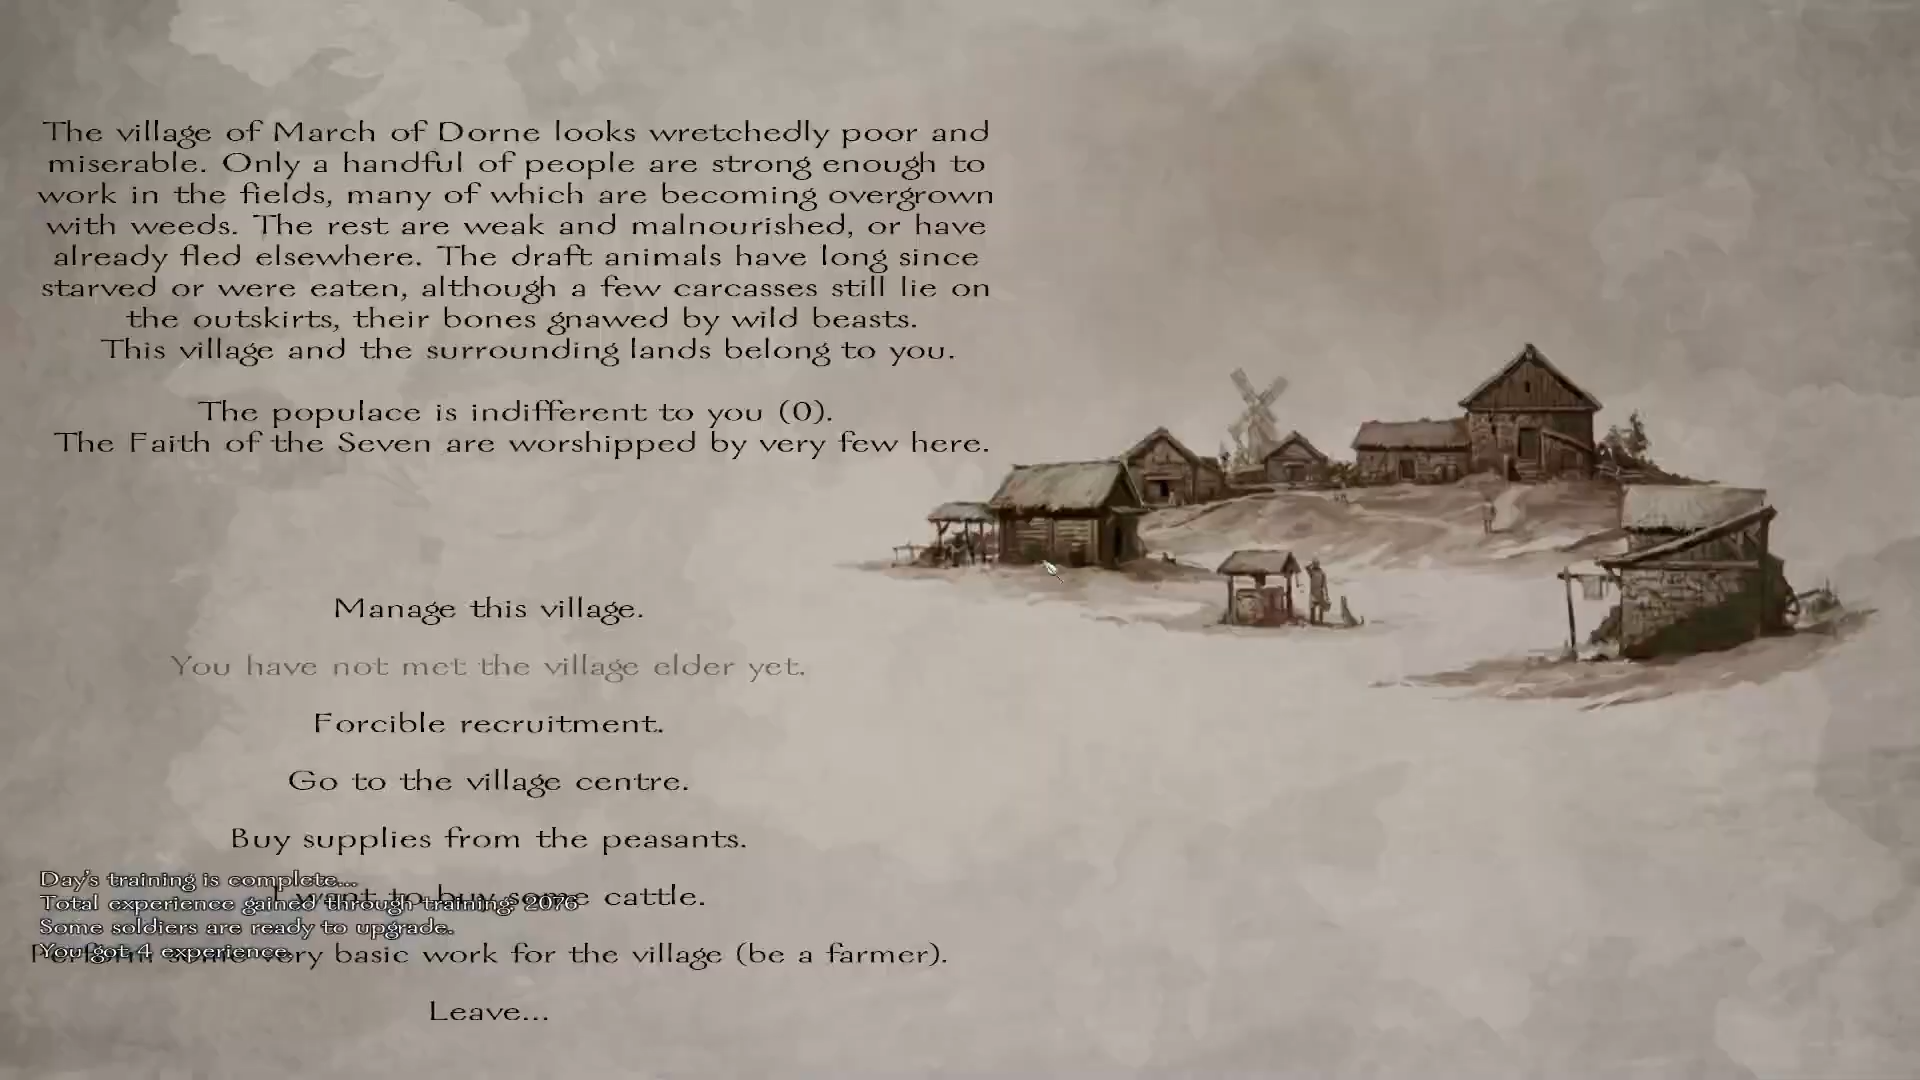 The village of March of Dorne looks wretchedly poor and
miserable. Only a handful of people are strong enough to
work in the fields, many of which are becoming overgrown
with weeds. The rest are weak and malnourished, or have
already fled elsewhere. The draft animals have long since
starved or were eaten, although a few carcasses still lie on
the outskirts, their bones gnawed by wild beasts.
This village and the surrounding lands belong to you.
The populace is indifferent to you (0).
The Faith of the Seven are worshipped by very few here.
Manage this village.
You have not met the village elder yet.
Forcible recruitment.
Go to the village centre.
Buy supplies from the peasants.
Day's training is complete...
I want to buy some cattle.
Total experience gained through training: 2076
Some soldiers are ready to upgrade.
You got 4 experience.
some very basic work for the village (be a farmer).
Leave...